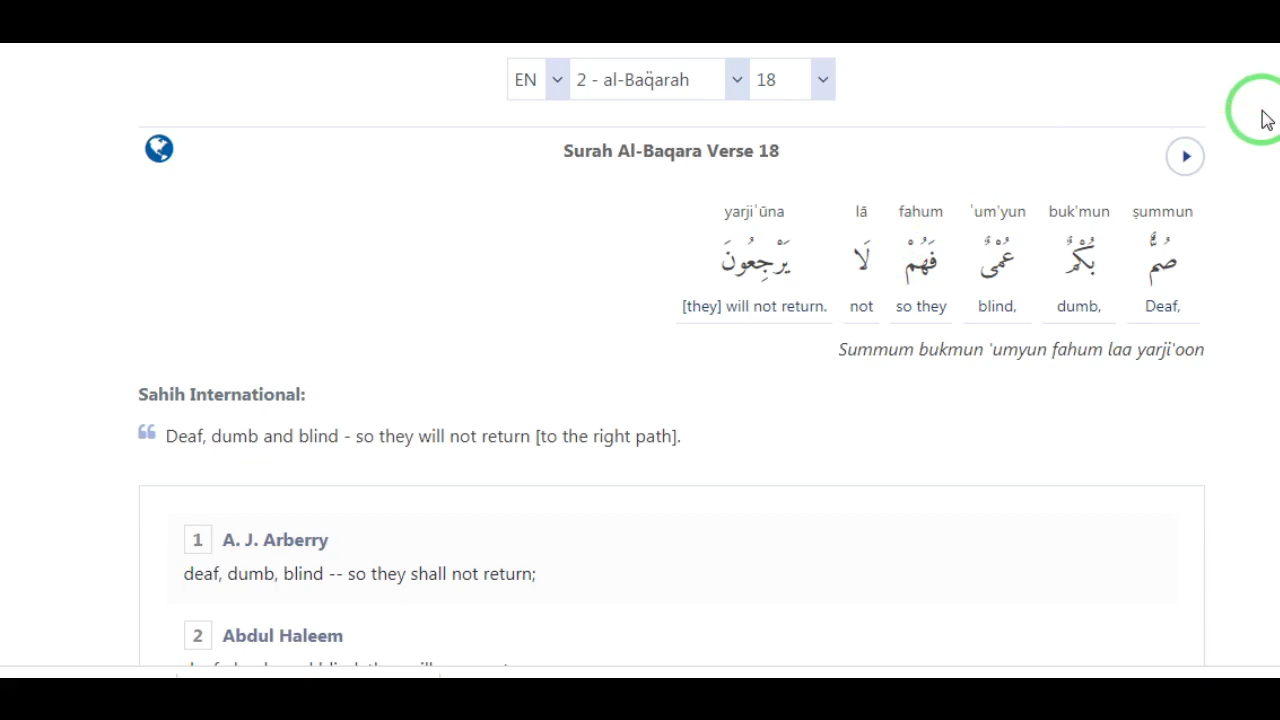 EN 2 - al-Baq̈arah 18
Surah Al-Baqara Verse 18
yarjiʿūna lā fahum ʿum'yun buk'mun ṣummun
صُمٌّۢ بُكْمٌ عُمْىٌ فَهُمْ لَا يَرْجِعُونَ
[they] will not return. not so they blind, dumb, Deaf,
Summum bukmun 'umyun fahum laa yarji'oon
Sahih International:
Deaf, dumb and blind - so they will not return [to the right path].
1 A. J. Arberry
deaf, dumb, blind -- so they shall not return;
2 Abdul Haleem